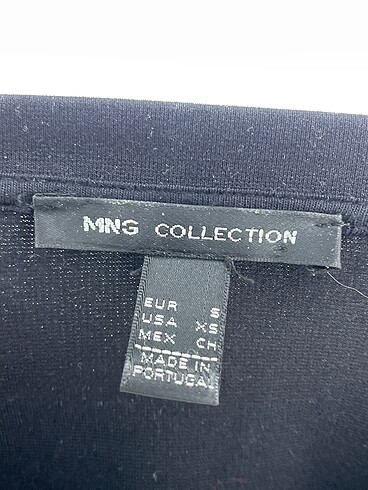 MNG COLLECTION
EUR S
USA XS
MEX CH
MADE IN
PORTUGAL